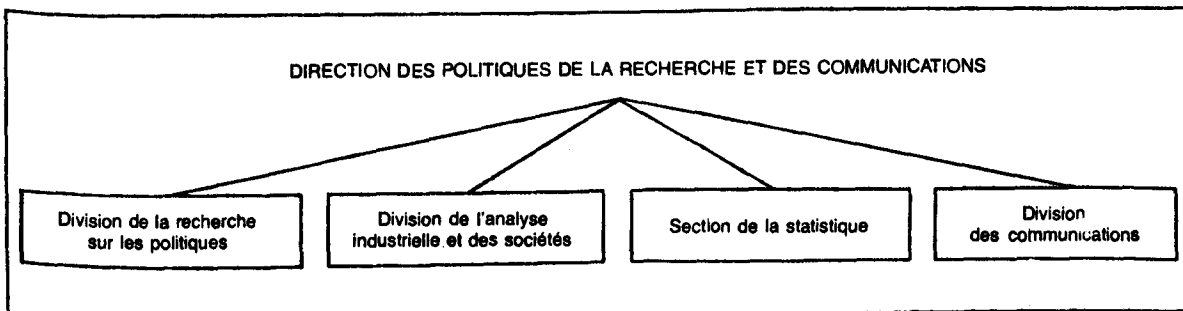 DIRECTION DES POLITIQUES DE LA RECHERCHE ET DES COMMUNICATIONS
Division de la recherche
sur les politiques
Division de l'analyse
industrielle et des sociétés
Section de la statistique
Division
des communications